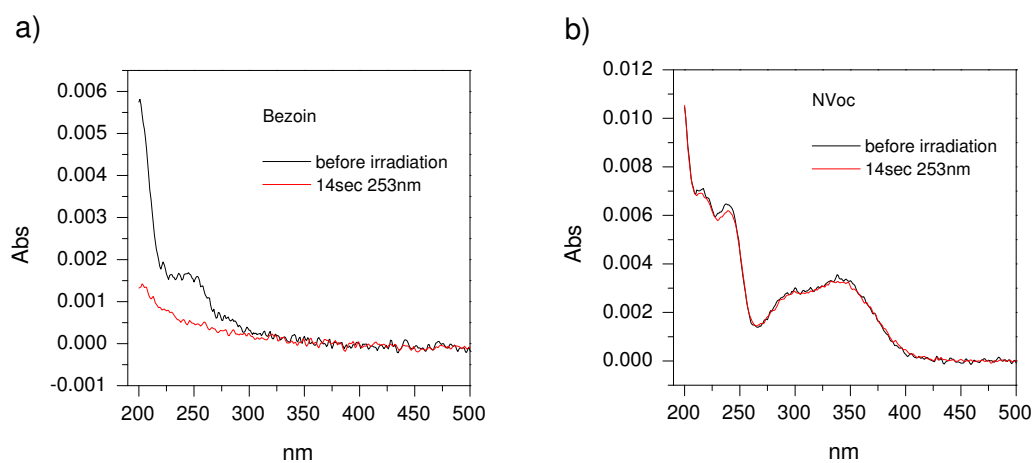 a)
Bezoin
before irradiation
14sec 253nm
0.006
0.005
0.004
0.003
0.002
0.001
0.000
-0.001
Abs
200 250 300 350 400 450 500
nm
b)
NVoc
before irradiation
14sec 253nm
0.012
0.010
0.008
0.006
0.004
0.002
0.000
Abs
200 250 300 350 400 450 500
nm